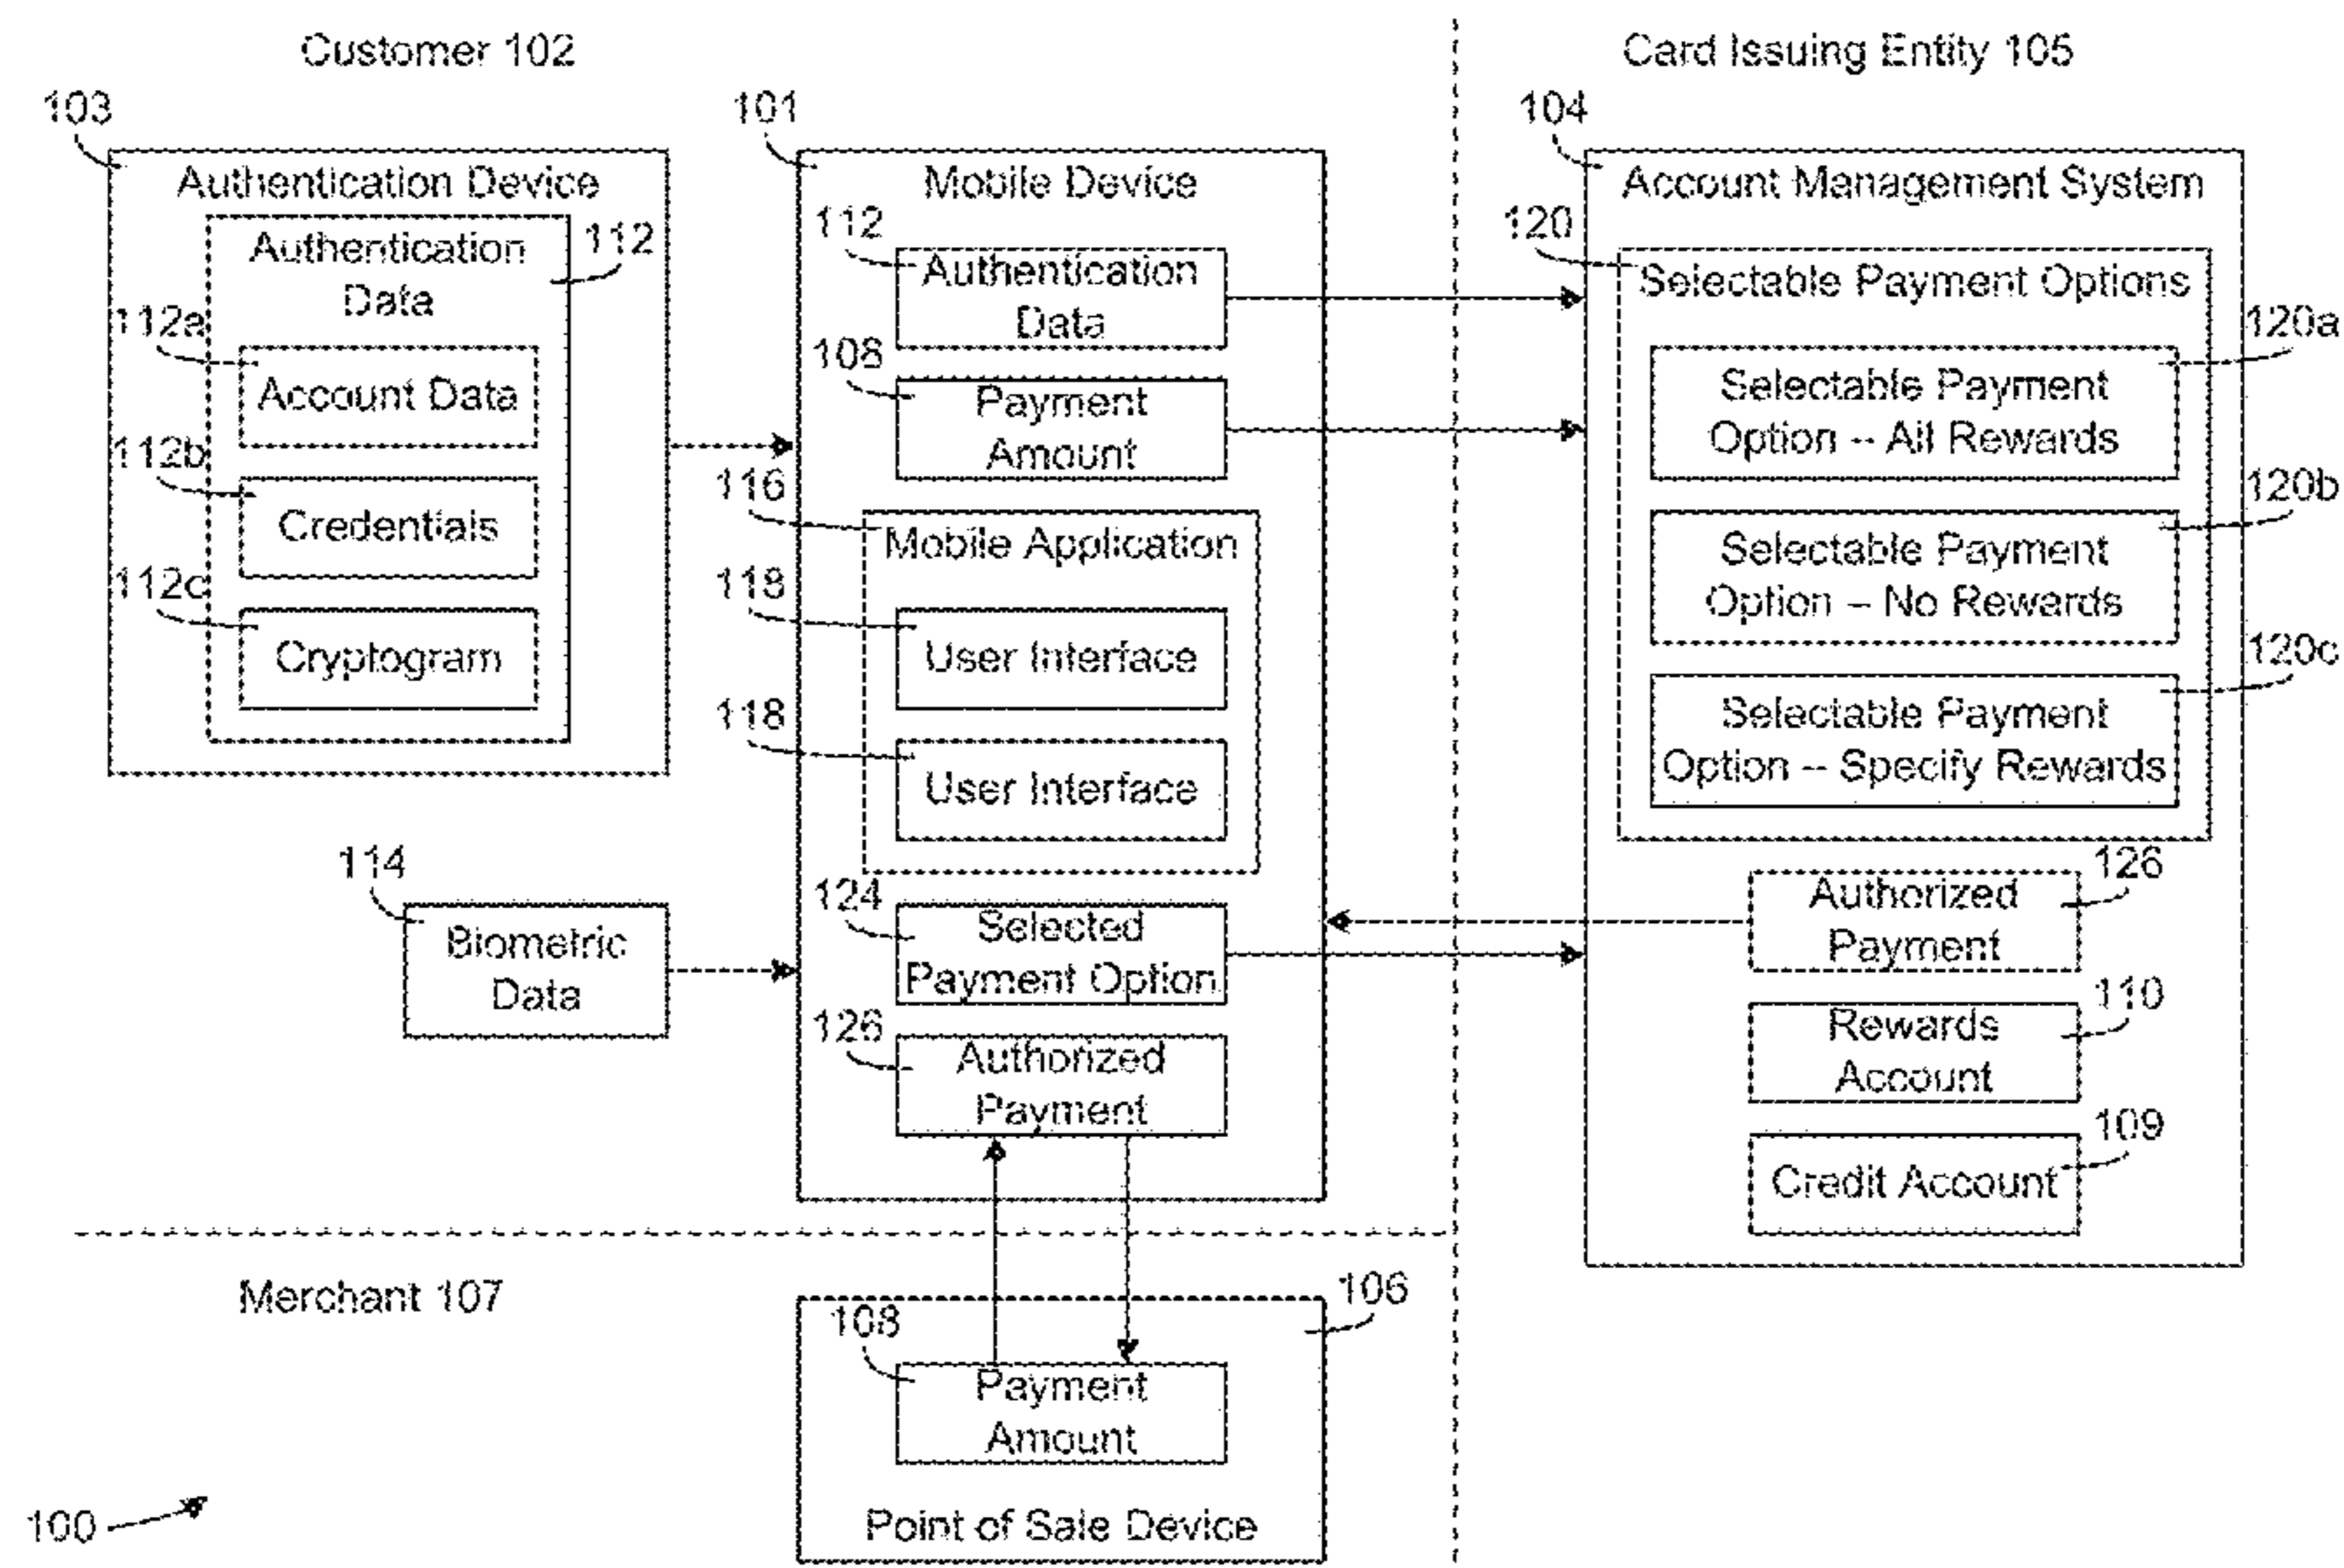 Customer 102
Card Issuing Entity 105
103
Authentication Device
Authentication
Data
112
112a
Account Data
112b
Credentials
112c
Cryptogram
114
Biometric
Data
101
Mobile Device
112
Authentication
Data
108
Payment
Amount
116
Mobile Application
118
User Interface
118
User Interface
124
Selected
Payment Option
126
Authorized
Payment
104
Account Management System
120
Selectable Payment Options
120a
Selectable Payment
Option -- All Rewards
120b
Selectable Payment
Option – No Rewards
120c
Selectable Payment
Option -- Specify Rewards
126
Authorized
Payment
110
Rewards
Account
109
Credit Account
Merchant 107
106
108
Payment
Amount
Point of Sale Device
100